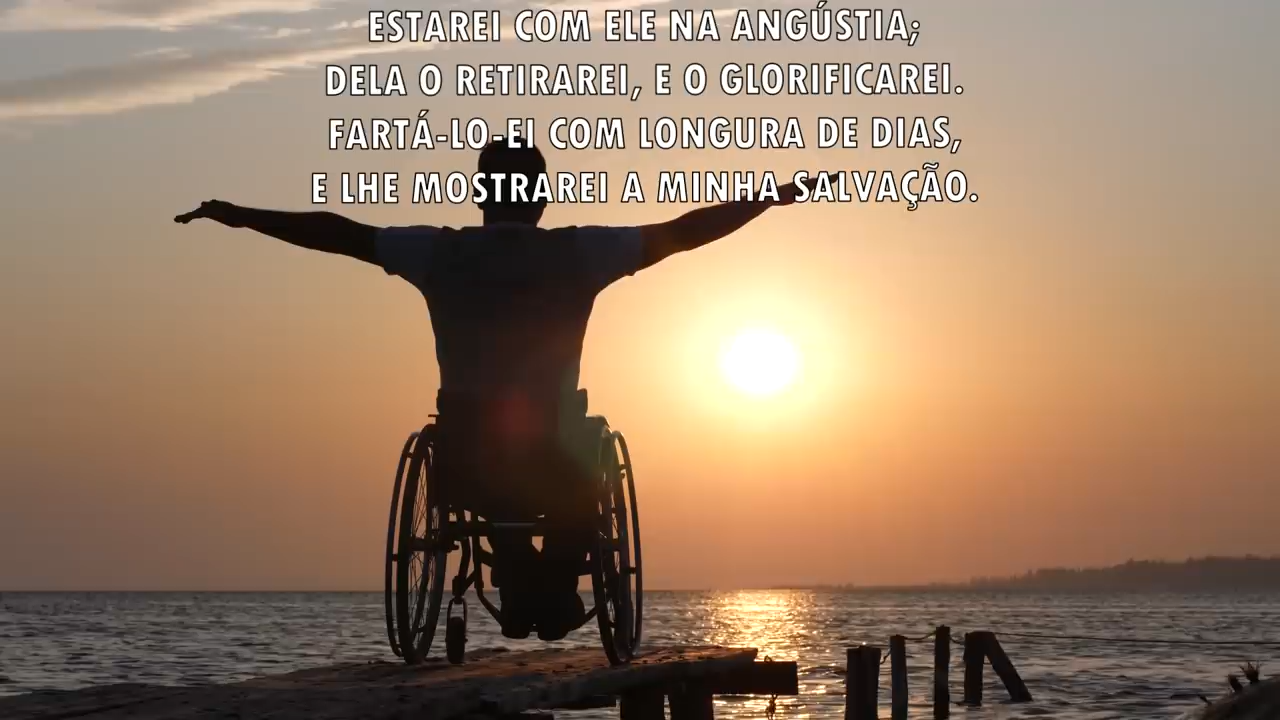 ESTAREI COM ELE NA ANGÚSTIA;
DELA O RETIRAREI, E O GLORIFICAREI.
FARTÁ-LO-EI COM LONGURA DE DIAS,
E LHE MOSTRAREI A MINHA SALVAÇÃO.